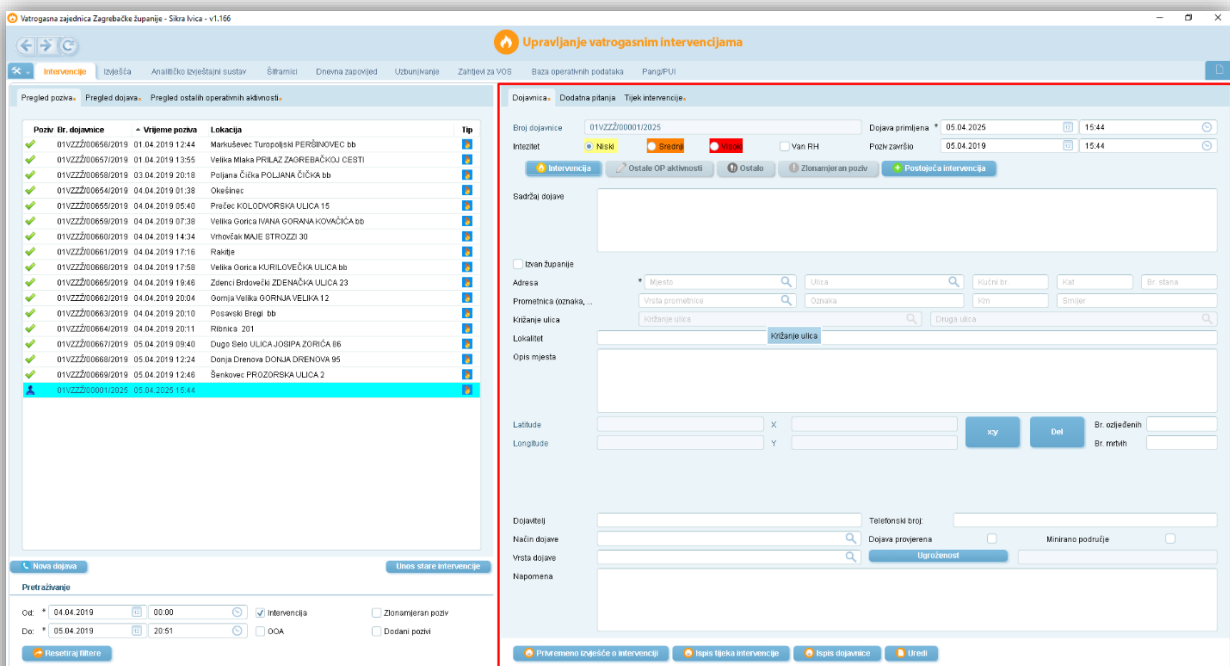 Vatrogasna zajednica Zagrebačke županije - Sikra Ivica - v1.166
Upravljanje vatrogasnim intervencijama
Intervencije Izvješća Analitičko izvještajni sustav Šifrarnici Dnevna zapovijed Uzbunjivanje Zahtjevi za VOS Baza operativnih podataka Pang/PUI
Pregled poziva Pregled dojava Pregled ostalih operativnih aktivnosti
Poziv Br. dojavnice Vrijeme poziva Lokacija Tip
01VZZŽ/00656/2019 01.04.2019 12:44 Markuševec Turopoljski PERŠINOVEC bb
01VZZŽ/00657/2019 01.04.2019 13:55 Velika Mlaka PRILAZ ZAGREBAČKOJ CESTI
01VZZŽ/00658/2019 03.04.2019 20:18 Poljana Čička POLJANA ČIČKA bb
01VZZŽ/00654/2019 04.04.2019 01:38 Okešinec
01VZZŽ/00655/2019 04.04.2019 05:40 Prečec KOLODVORSKA ULICA 15
01VZZŽ/00659/2019 04.04.2019 07:38 Velika Gorica IVANA GORANA KOVAČIĆA bb
01VZZŽ/00660/2019 04.04.2019 14:34 Vrhovčak MAJE STROZZI 30
01VZZŽ/00661/2019 04.04.2019 17:16 Rakitje
01VZZŽ/00666/2019 04.04.2019 17:58 Velika Gorica KURILOVEČKA ULICA bb
01VZZŽ/00665/2019 04.04.2019 19:46 Zdenci Brdovečki ZDENAČKA ULICA 23
01VZZŽ/00662/2019 04.04.2019 20:04 Gornja Velika GORNJA VELIKA 12
01VZZŽ/00663/2019 04.04.2019 20:10 Posavski Bregi bb
01VZZŽ/00664/2019 04.04.2019 20:11 Ribnica 201
01VZZŽ/00667/2019 05.04.2019 09:40 Dugo Selo ULICA JOSIPA ZORIĆA 86
01VZZŽ/00668/2019 05.04.2019 12:24 Donja Drenova DONJA DRENOVA 95
01VZZŽ/00669/2019 05.04.2019 12:46 Šenkovec PROZORSKA ULICA 2
01VZZŽ/00001/2025 05.04.2025 15:44
Nova dojava Unos stare intervencije
Pretraživanje
Od: * 04.04.2019 00:00 Intervencija Zlonamjeran poziv
Do: * 05.04.2019 20:51 OOA Dodani pozivi
Resetiraj filtere
Dojavnica Dodatna pitanja Tijek intervencije
Broj dojavnice 01VZZŽ/00001/2025 Dojava primljena * 05.04.2025 15:44
Intezitet Niski Srednji Visoki Van RH Poziv završio 05.04.2019 15:44
Intervencija Ostale OP aktivnosti Ostalo Zlonamjeran poziv Postojeća intervencija
Sadržaj dojave
Izvan županije
Adresa * Mjesto Ulica Kućni br Kat Br. stana
Prometnica (oznaka, ... Vrsta prometnice Oznaka Km Smjer
Križanje ulica Križanje ulica Druga ulica
Lokalitet Križanje ulica
Opis mjesta
Latitude X x:y Del Br. ozlijeđenih
Longitude Y Br. mrtvih
Dojavitelj Telefonski broj:
Način dojave Dojava provjerena Minirano područje
Vrsta dojave Ugroženost
Napomena
Privremeno izvješće o intervenciji Ispis tijeka intervencije Ispis dojavnice Uredi